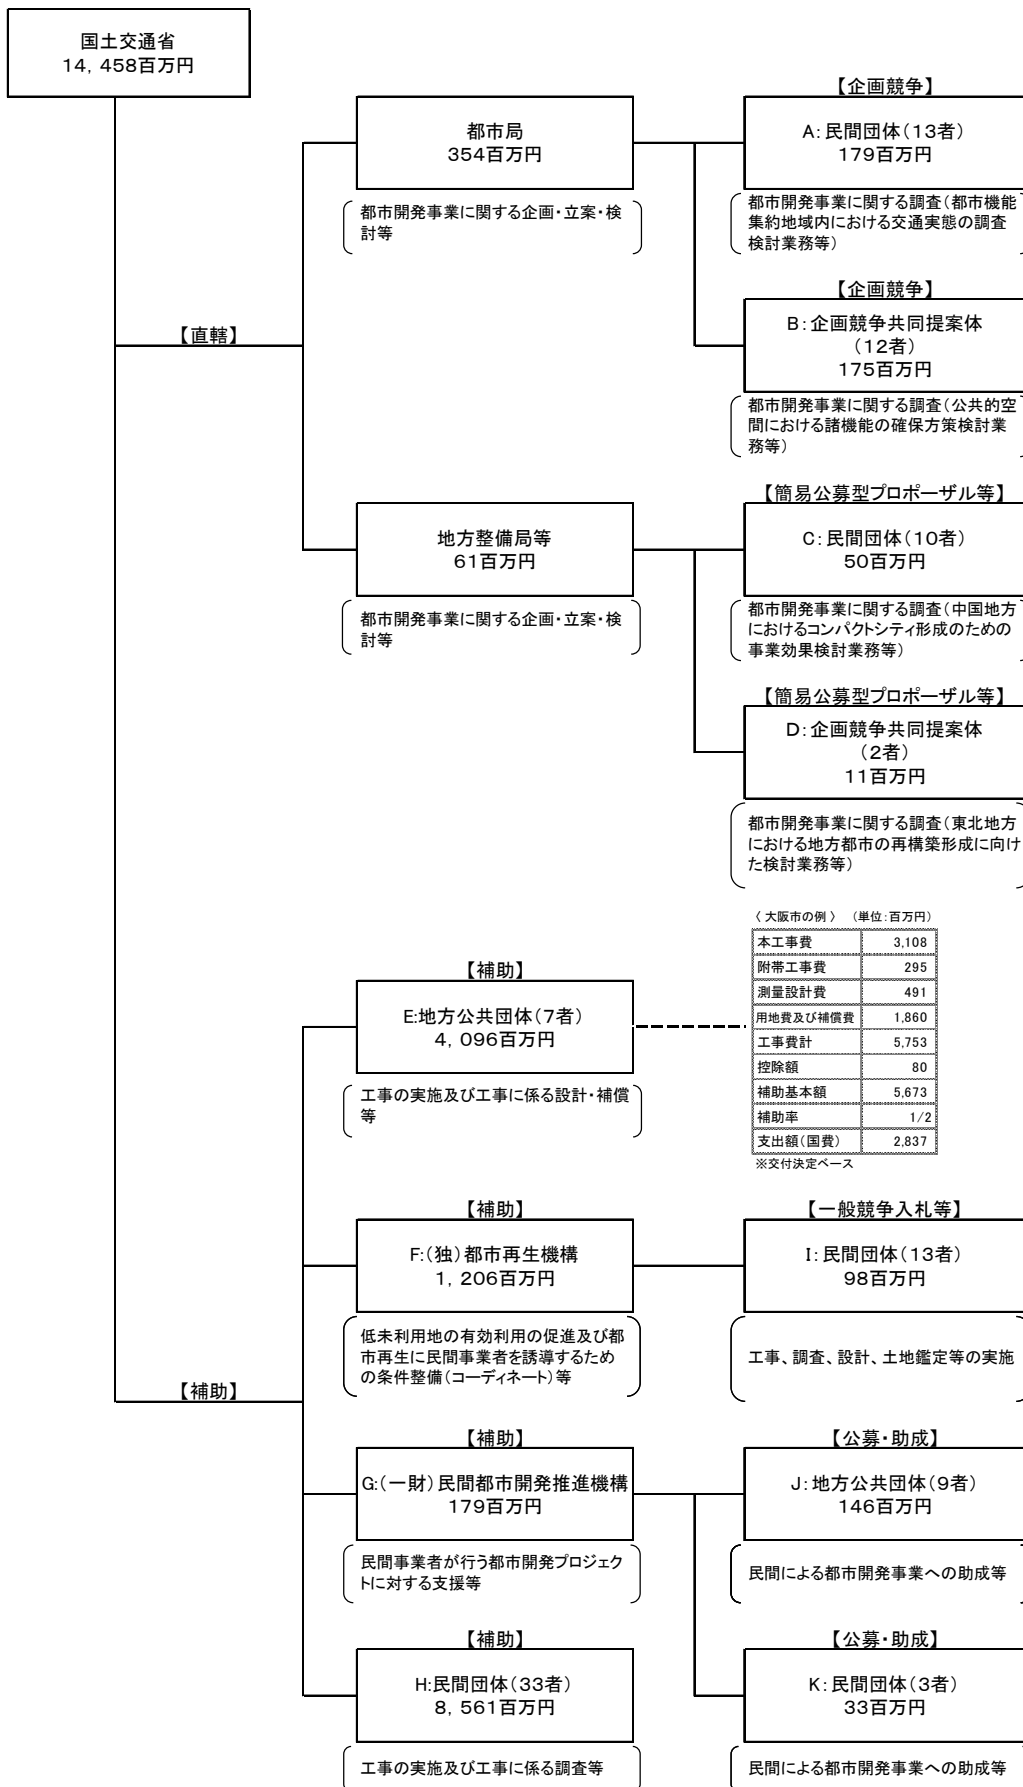 国土交通省
14,458百万円
【直轄】
都市局
354百万円
都市開発事業に関する企画・立案・検
討等
【企画競争】
A:民間団体(13者)
179百万円
都市開発事業に関する調査(都市機能
集約地域内における交通実態の調査
検討業務等)
【企画競争】
B:企画競争共同提案体
(12者)
175百万円
都市開発事業に関する調査(公共的空
間における諸機能の確保方策検討業
務等)
地方整備局等
61百万円
都市開発事業に関する企画・立案・検
討等
【簡易公募型プロポーザル等】
C:民間団体(10者)
50百万円
都市開発事業に関する調査(中国地方
におけるコンパクトシティ形成のための
事業効果検討業務等)
【簡易公募型プロポーザル等】
D:企画競争共同提案体
(2者)
11百万円
都市開発事業に関する調査(東北地方
における地方都市の再構築形成に向け
た検討業務等)
【補助】
【補助】
E:地方公共団体(7者)
4,096百万円
工事の実施及び工事に係る設計・補償
等
〈 大阪市の例 〉 (単位:百万円)
本工事費 3,108
附帯工事費 295
測量設計費 491
用地費及び補償費 1,860
工事費計 5,753
控除額 80
補助基本額 5,673
補助率 1/2
支出額(国費) 2,837
※交付決定ベース
【補助】
F:(独)都市再生機構
1,206百万円
低未利用地の有効利用の促進及び都
市再生に民間事業者を誘導するため
の条件整備(コーディネート)等
【一般競争入札等】
I:民間団体(13者)
98百万円
工事、調査、設計、土地鑑定等の実施
【補助】
G:(一財)民間都市開発推進機構
179百万円
民間事業者が行う都市開発プロジェク
トに対する支援等
【公募・助成】
J:地方公共団体(9者)
146百万円
民間による都市開発事業への助成等
【補助】
H:民間団体(33者)
8,561百万円
工事の実施及び工事に係る調査等
【公募・助成】
K:民間団体(3者)
33百万円
民間による都市開発事業への助成等